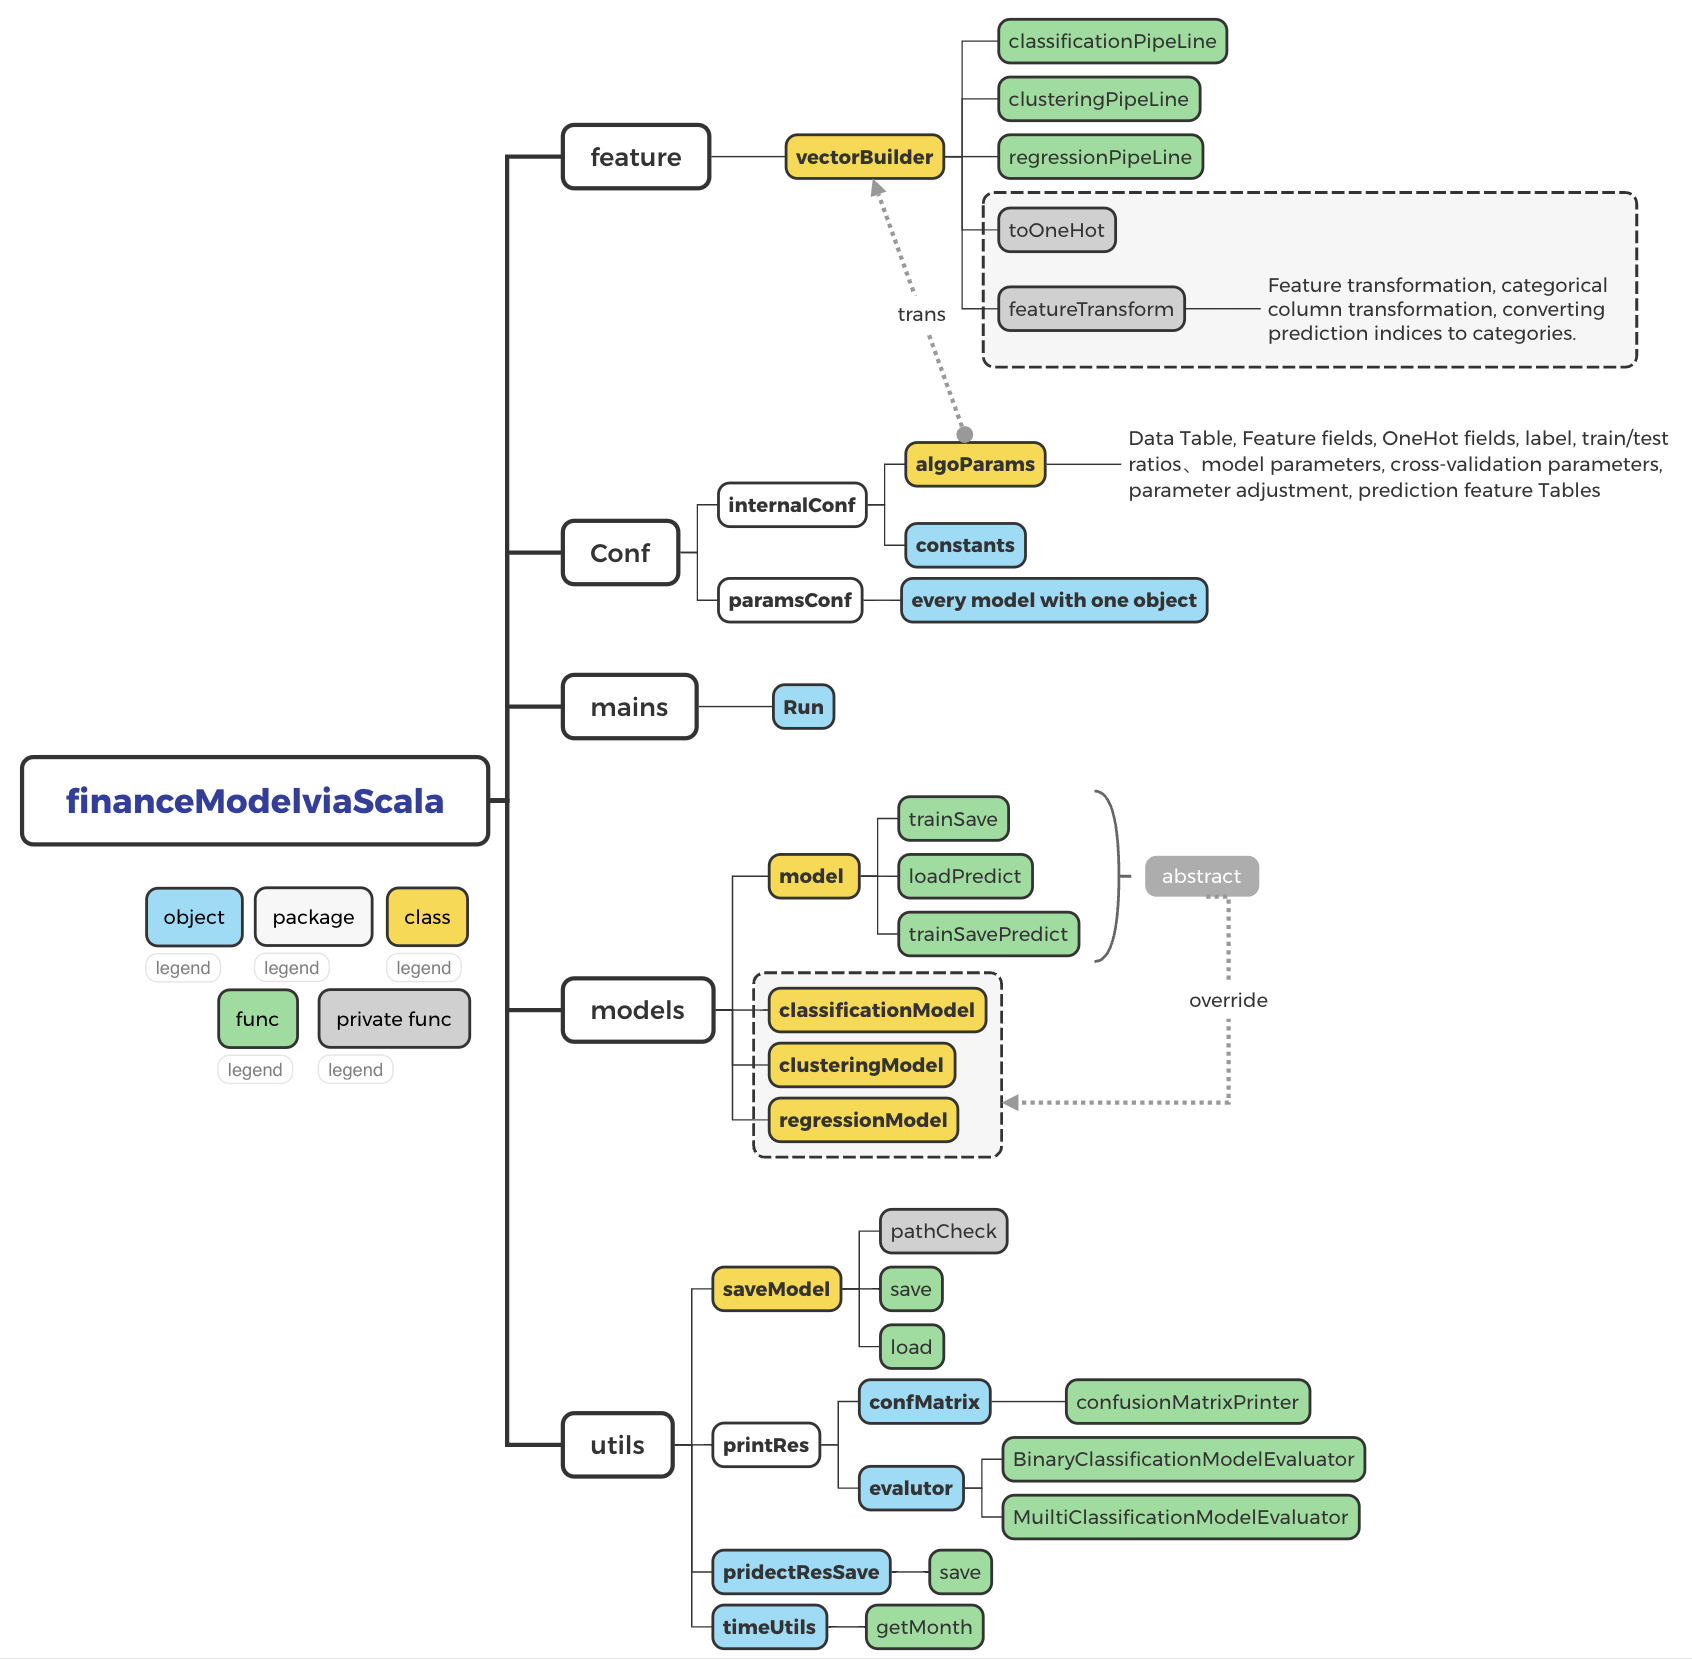 classificationPipeLine
clusteringPipeLine
feature
vectorBuilder
regressionPipeLine
toOneHot
featureTransform
Feature transformation, categorical
column transformation, converting
prediction indices to categories.
trans
algoParams
Data Table, Feature fields, OneHot fields, label, train/test
ratios、model parameters, cross-validation parameters,
parameter adjustment, prediction feature Tables
internalConf
constants
Conf
paramsConf
every model with one object
mains
Run
financeModelviaScala
trainSave
model
loadPredict
abstract
trainSavePredict
object
package
class
legend
legend
legend
func
private func
legend
legend
models
classificationModel
clusteringModel
regressionModel
override
pathCheck
saveModel
save
load
confMatrix
confusionMatrixPrinter
utils
printRes
BinaryClassificationModelEvaluator
evalutor
MuiltiClassificationModelEvaluator
pridectResSave
save
timeUtils
getMonth